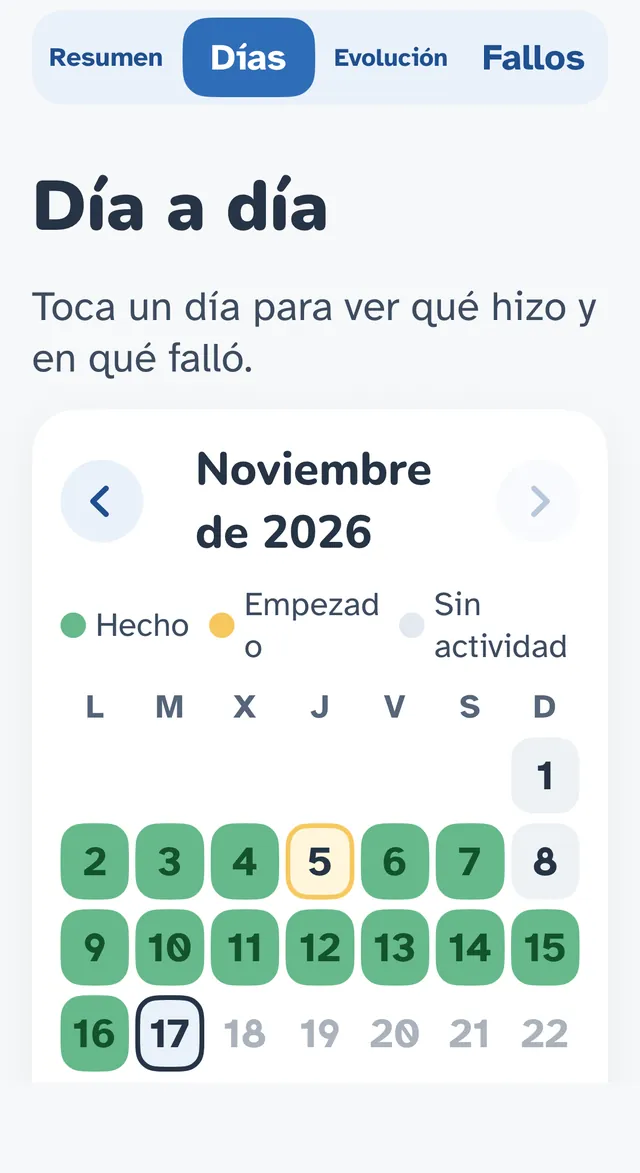 Resumen Días Evolución Fallos
Día a día
Toca un día para ver qué hizo y
en qué falló.
Noviembre
de 2026
Hecho
Empezad
o
Sin
actividad
L M X J V S D
1
2 3 4 5 6 7 8
9 10 11 12 13 14 15
16 17 18 19 20 21 22